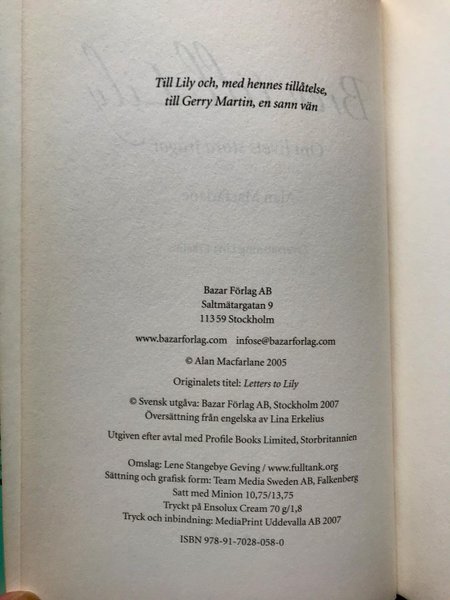 Till Lily och, med hennes tillåtelse,
till Gerry Martin, en sann vän
Bazar Förlag AB
Saltmätargatan 9
113 59 Stockholm
www.bazarforlag.com infose@bazarforlag.com
© Alan Macfarlane 2005
Originalets titel: Letters to Lily
© Svensk utgåva: Bazar Förlag AB, Stockholm 2007
Översättning från engelska av Lina Erkelius
Utgiven efter avtal med Profile Books Limited, Storbritannien
Omslag: Lene Stangebye Geving / www.fulltank.org
Sättning och grafisk form: Team Media Sweden AB, Falkenberg
Satt med Minion 10,75/13,75
Tryckt på Ensolux Cream 70 g/1,8
Tryck och inbindning: MediaPrint Uddevalla AB 2007
ISBN 978-91-7028-058-0